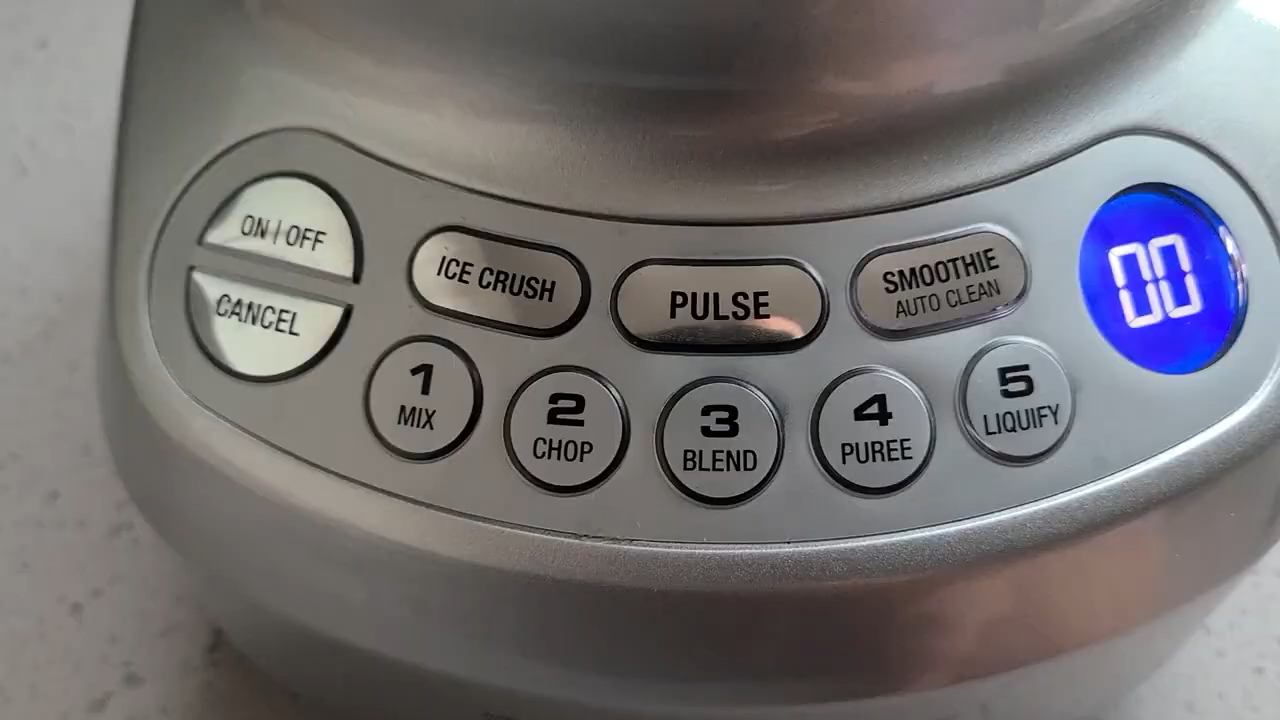 ON | OFF
CANCEL
ICE CRUSH
PULSE
SMOOTHIE
AUTO CLEAN
00
1
MIX
2
CHOP
3
BLEND
4
PUREE
5
LIQUIFY